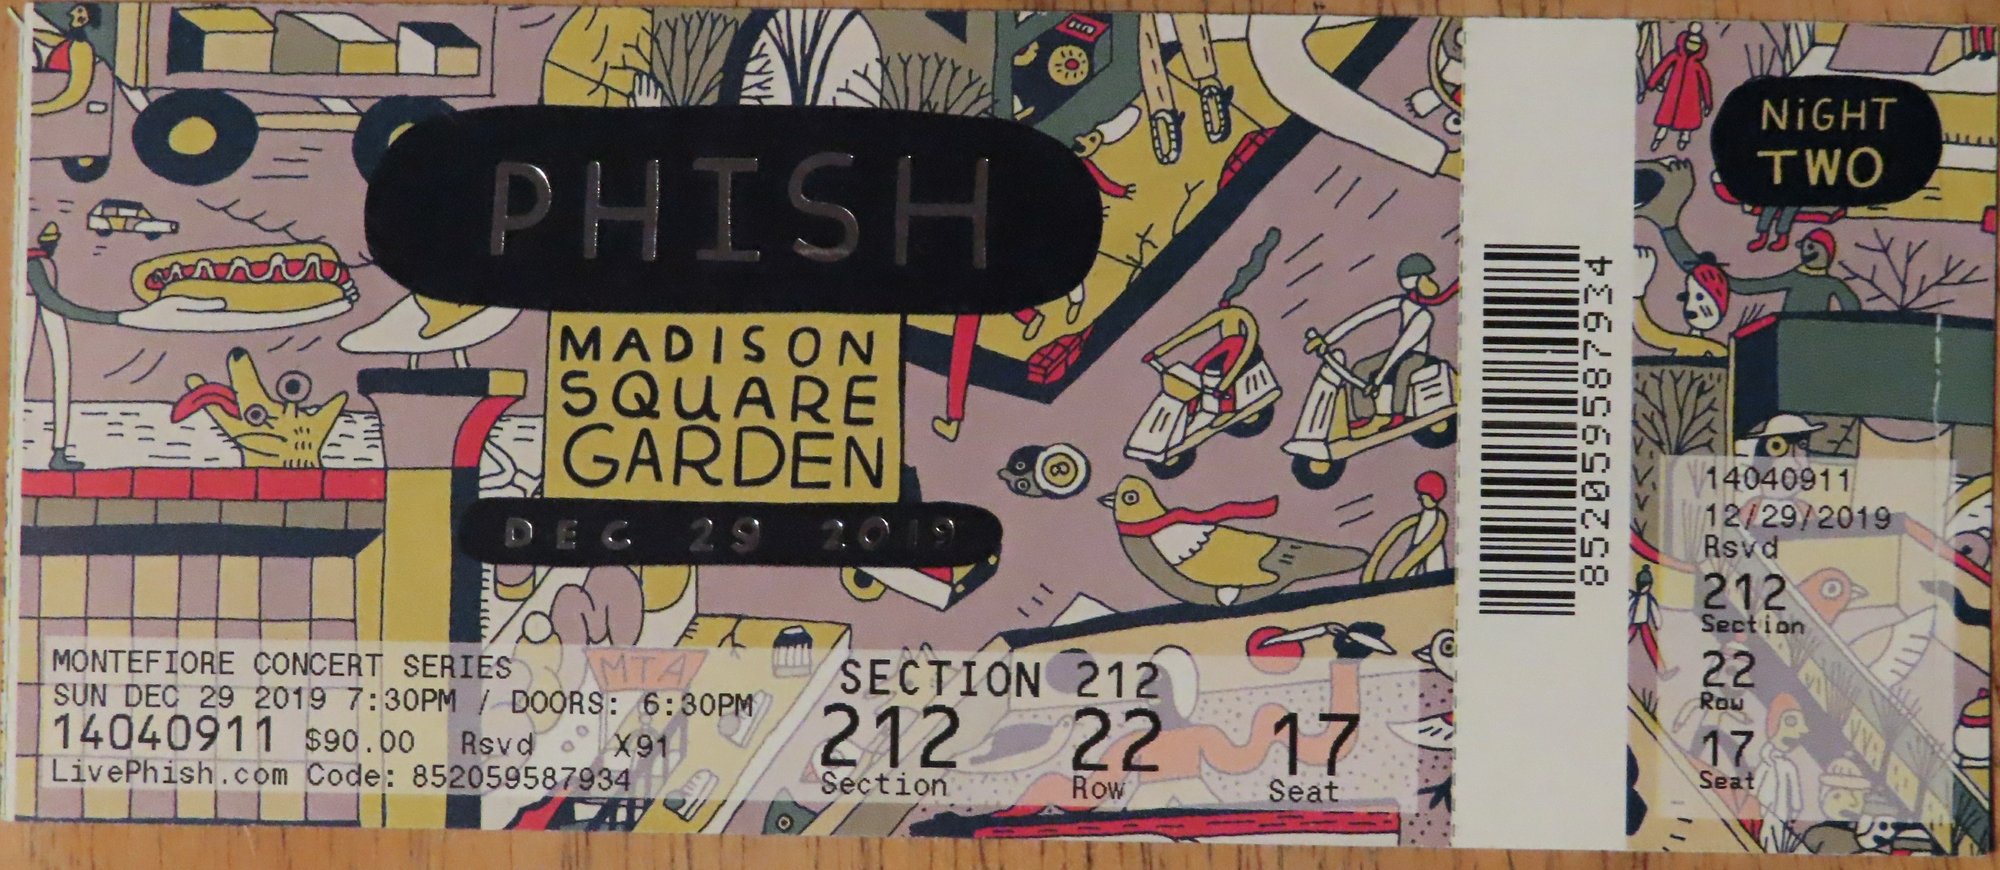 PHISH
MADISON
SQUARE
GARDEN
DEC 29 2019
MTA
MONTEFIORE CONCERT SERIES
SUN DEC 29 2019 7:30PM / DOORS: 6:30PM
14040911 $90.00 Rsvd X91
LivePhish.com Code: 852059587934
SECTION 212
212 22 17
Section Row Seat
852059587934
NiGHT
TWO
14040911
12/29/2019
Rsvd
212
Section
22
Row
17
Seat